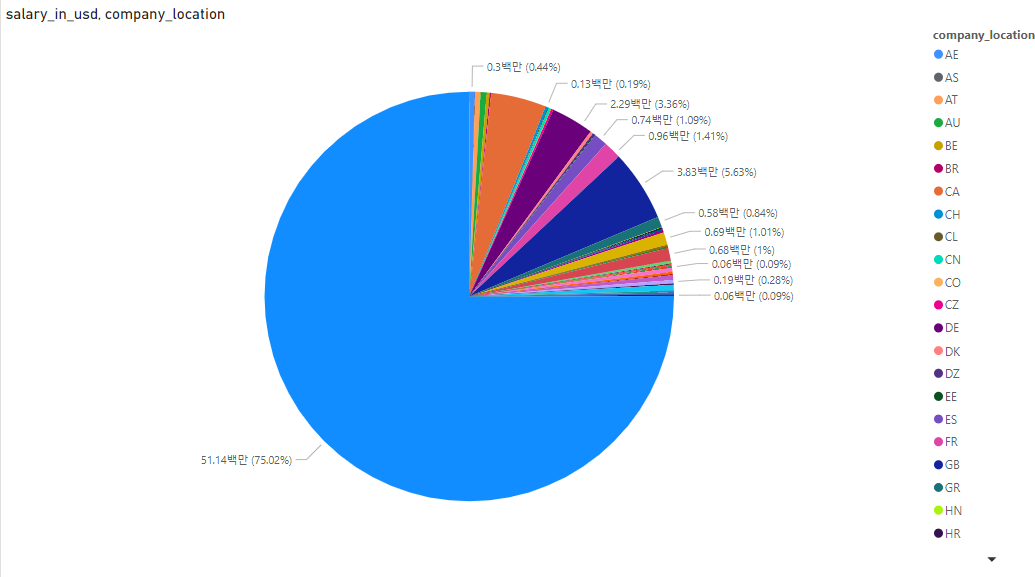 salary_in_usd, company_location
company_location
AE
AS
AT
AU
BE
BR
CA
CH
CL
CN
CO
CZ
DE
DK
DZ
EE
ES
FR
GB
GR
HN
HR
0.3백만 (0.44%)
0.13백만 (0.19%)
2.29백만 (3.36%)
0.74백만 (1.09%)
0.96백만 (1.41%)
3.83백만 (5.63%)
0.58백만 (0.84%)
0.69백만 (1.01%)
0.68백만 (1%)
0.06백만 (0.09%)
0.19백만 (0.28%)
0.06백만 (0.09%)
51.14백만 (75.02%)